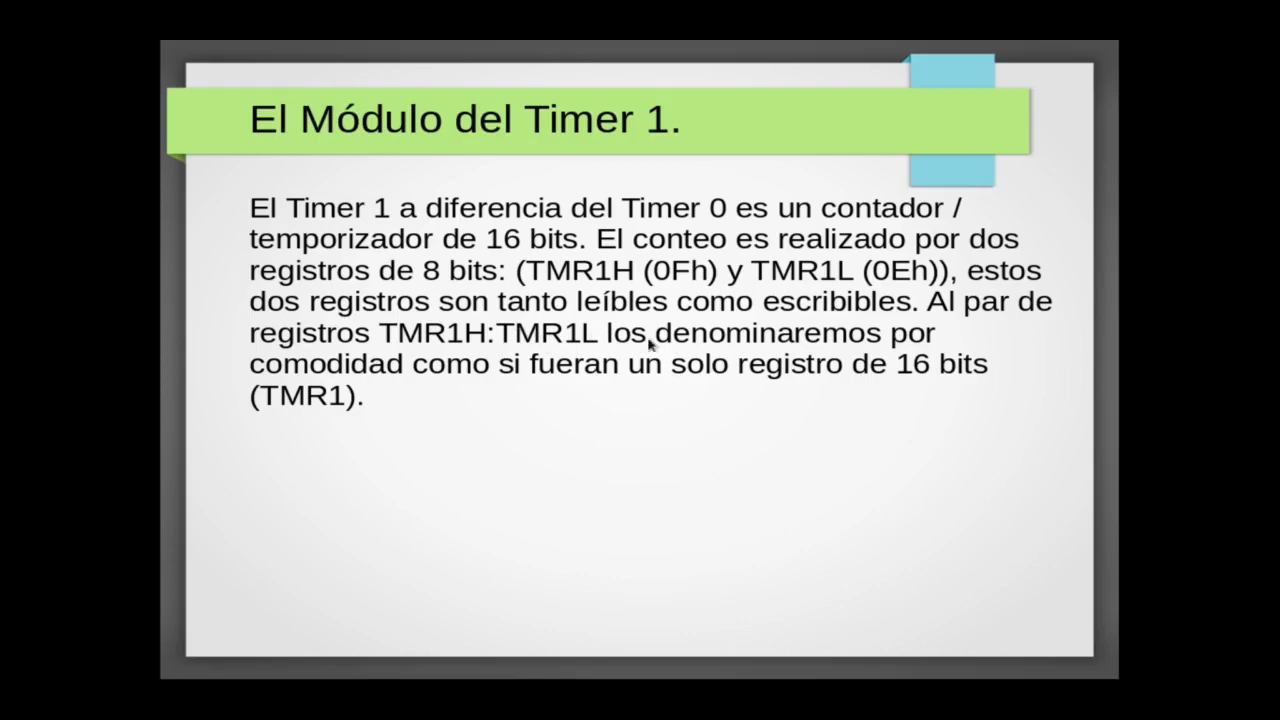 El Módulo del Timer 1.
El Timer 1 a diferencia del Timer 0 es un contador /
temporizador de 16 bits. El conteo es realizado por dos
registros de 8 bits: (TMR1H (0Fh) y TMR1L (0Eh)), estos
dos registros son tanto leíbles como escribibles. Al par de
registros TMR1H:TMR1L los denominaremos por
comodidad como si fueran un solo registro de 16 bits
(TMR1).